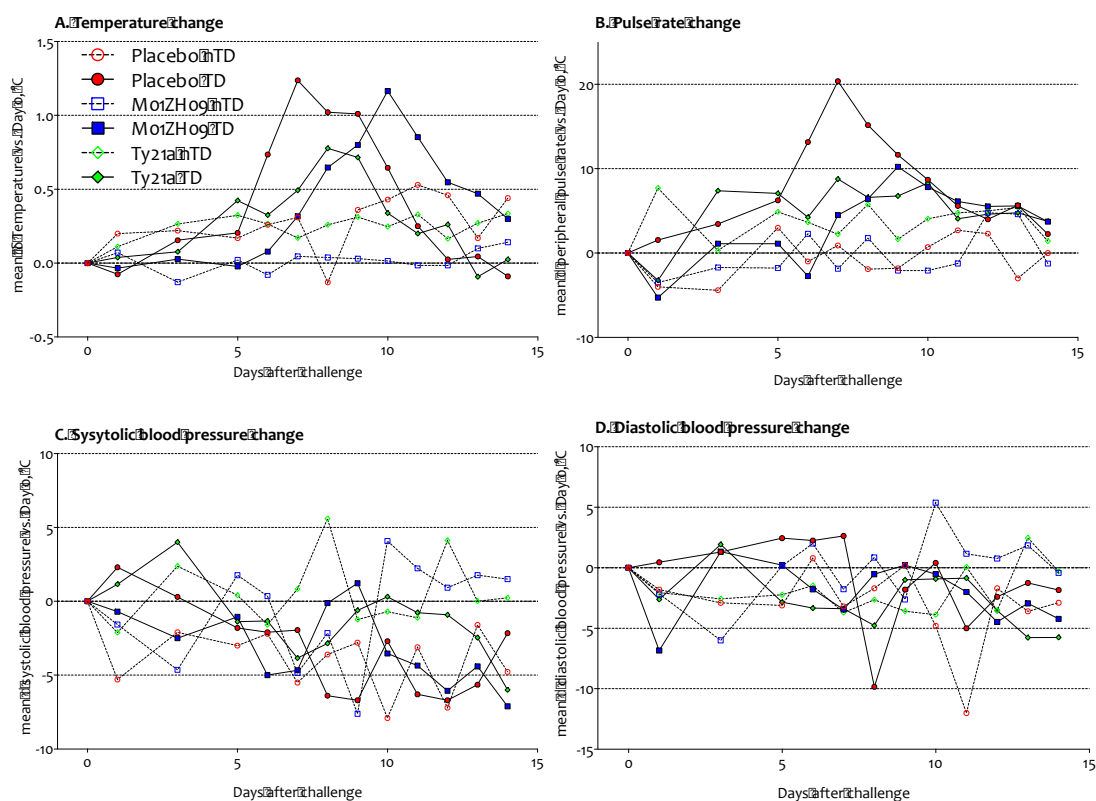 A.⍰Temperature⍰change
1.5
1.0
0.5
0.0
-0.5
mean⍰temperature⍰vs.⍰Day⍰0,⍰°C
Placebo⍰nTD
Placebo⍰TD
M01ZH09⍰nTD
M01ZH09⍰TD
Ty21a⍰nTD
Ty21a⍰TD
0
5
10
15
Days⍰after⍰challenge
B.⍰Pulse⍰rate⍰change
20
10
0
-10
mean⍰peripheral⍰pulse⍰rate⍰vs.⍰Day⍰0,⍰°C
0
5
10
15
Days⍰after⍰challenge
C.⍰Sysytolic⍰blood⍰pressure⍰change
10
5
0
-5
-10
mean⍰systolic⍰blood⍰pressure⍰vs.⍰Day⍰0,⍰°C
0
5
10
15
Days⍰after⍰challenge
D.⍰Diastolic⍰blood⍰pressure⍰change
10
5
0
-5
-10
-15
mean⍰diastolic⍰blood⍰pressure⍰vs.⍰Day⍰0,⍰°C
0
5
10
15
Days⍰after⍰challenge